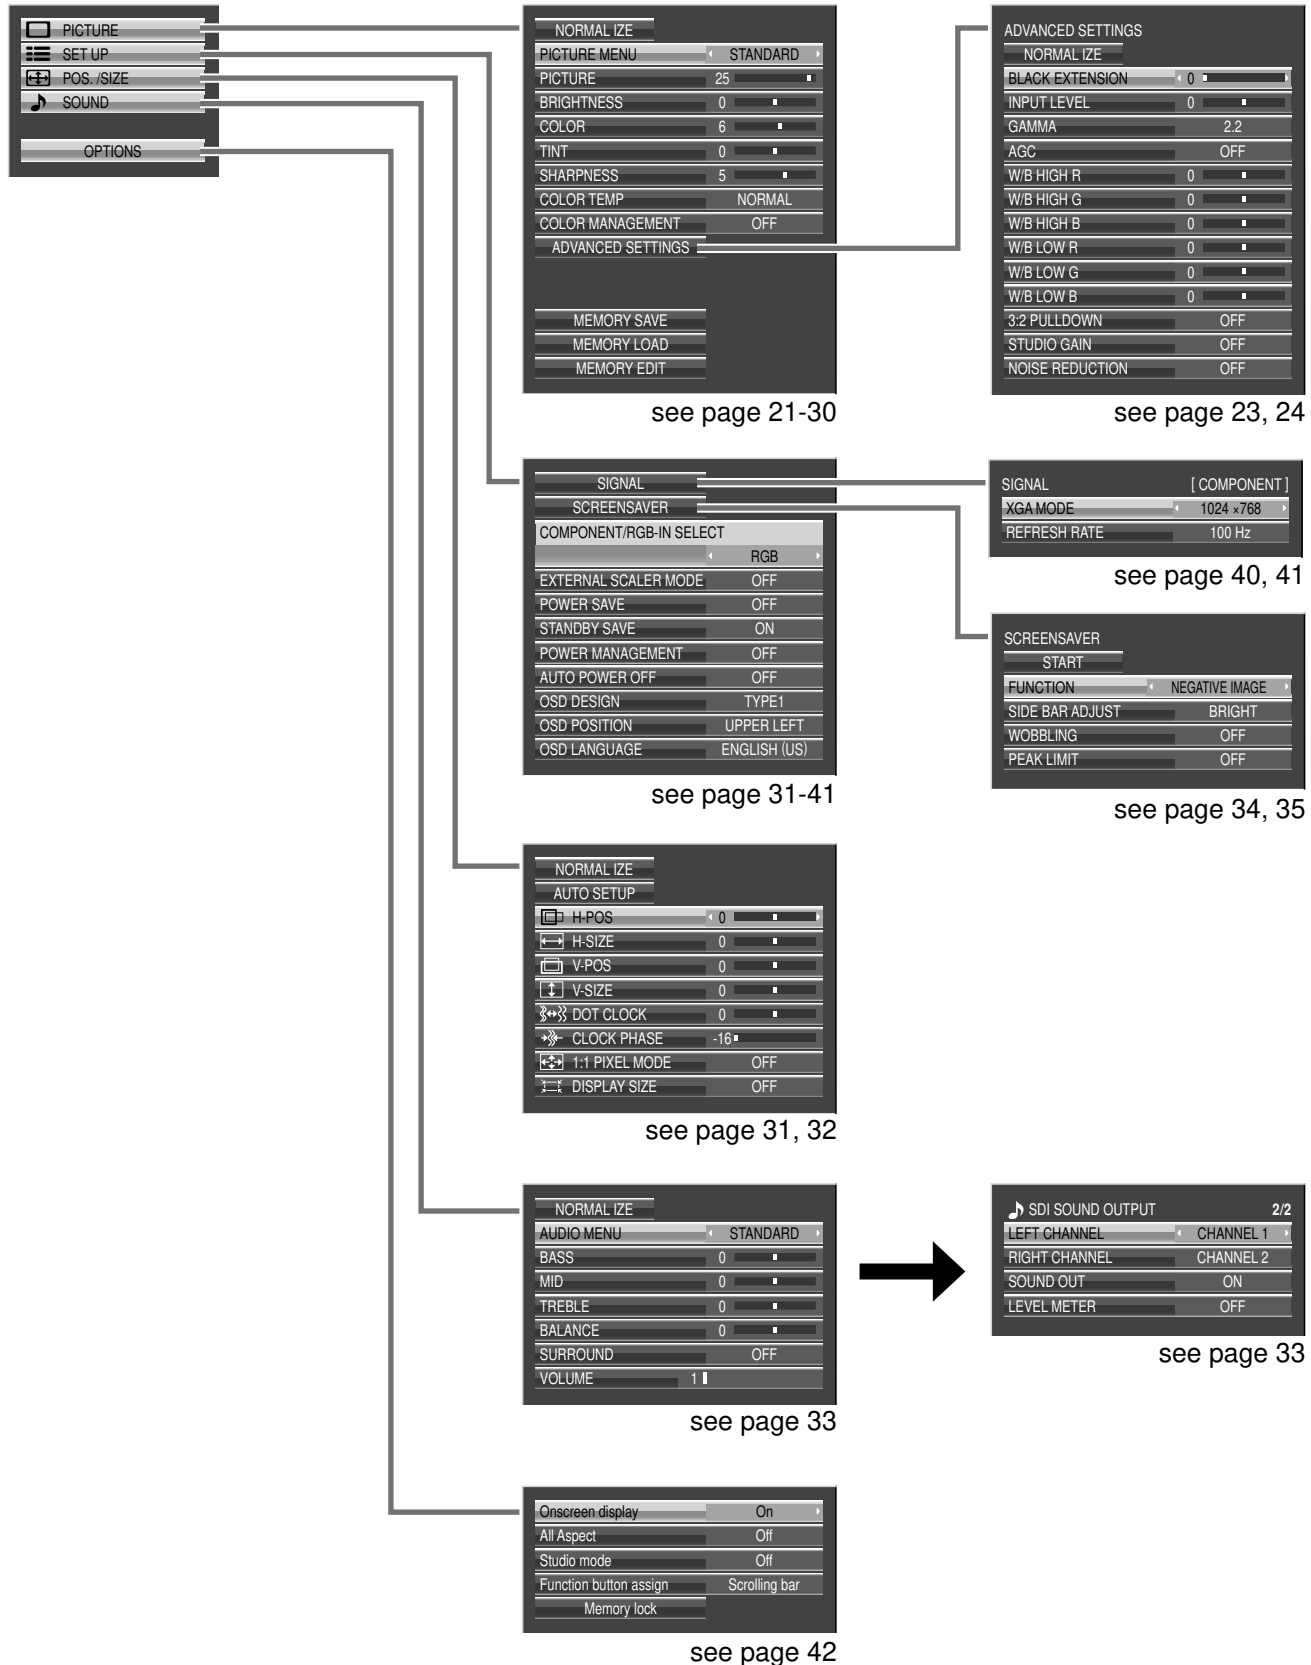 PICTURE
SET UP
POS. /SIZE
SOUND
OPTIONS
NORMAL IZE
PICTURE MENU STANDARD
PICTURE 25
BRIGHTNESS 0
COLOR 6
TINT 0
SHARPNESS 5
COLOR TEMP NORMAL
COLOR MANAGEMENT OFF
ADVANCED SETTINGS
MEMORY SAVE
MEMORY LOAD
MEMORY EDIT
see page 21-30
ADVANCED SETTINGS
NORMAL IZE
BLACK EXTENSION 0
INPUT LEVEL 0
GAMMA 2.2
AGC OFF
W/B HIGH R 0
W/B HIGH G 0
W/B HIGH B 0
W/B LOW R 0
W/B LOW G 0
W/B LOW B 0
3:2 PULLDOWN OFF
STUDIO GAIN OFF
NOISE REDUCTION OFF
see page 23, 24
SIGNAL
SCREENSAVER
COMPONENT/RGB-IN SELECT
RGB
EXTERNAL SCALER MODE OFF
POWER SAVE OFF
STANDBY SAVE ON
POWER MANAGEMENT OFF
AUTO POWER OFF OFF
OSD DESIGN TYPE1
OSD POSITION UPPER LEFT
OSD LANGUAGE ENGLISH (US)
see page 31-41
SIGNAL [ COMPONENT ]
XGA MODE 1024 ×768
REFRESH RATE 100 Hz
see page 40, 41
SCREENSAVER
START
FUNCTION NEGATIVE IMAGE
SIDE BAR ADJUST BRIGHT
WOBBLING OFF
PEAK LIMIT OFF
see page 34, 35
NORMAL IZE
AUTO SETUP
H-POS 0
H-SIZE 0
V-POS 0
V-SIZE 0
DOT CLOCK 0
CLOCK PHASE -16
1:1 PIXEL MODE OFF
DISPLAY SIZE OFF
see page 31, 32
NORMAL IZE
AUDIO MENU STANDARD
BASS 0
MID 0
TREBLE 0
BALANCE 0
SURROUND OFF
VOLUME 1
see page 33
SDI SOUND OUTPUT 2/2
LEFT CHANNEL CHANNEL 1
RIGHT CHANNEL CHANNEL 2
SOUND OUT ON
LEVEL METER OFF
see page 33
Onscreen display On
All Aspect Off
Studio mode Off
Function button assign Scrolling bar
Memory lock
see page 42